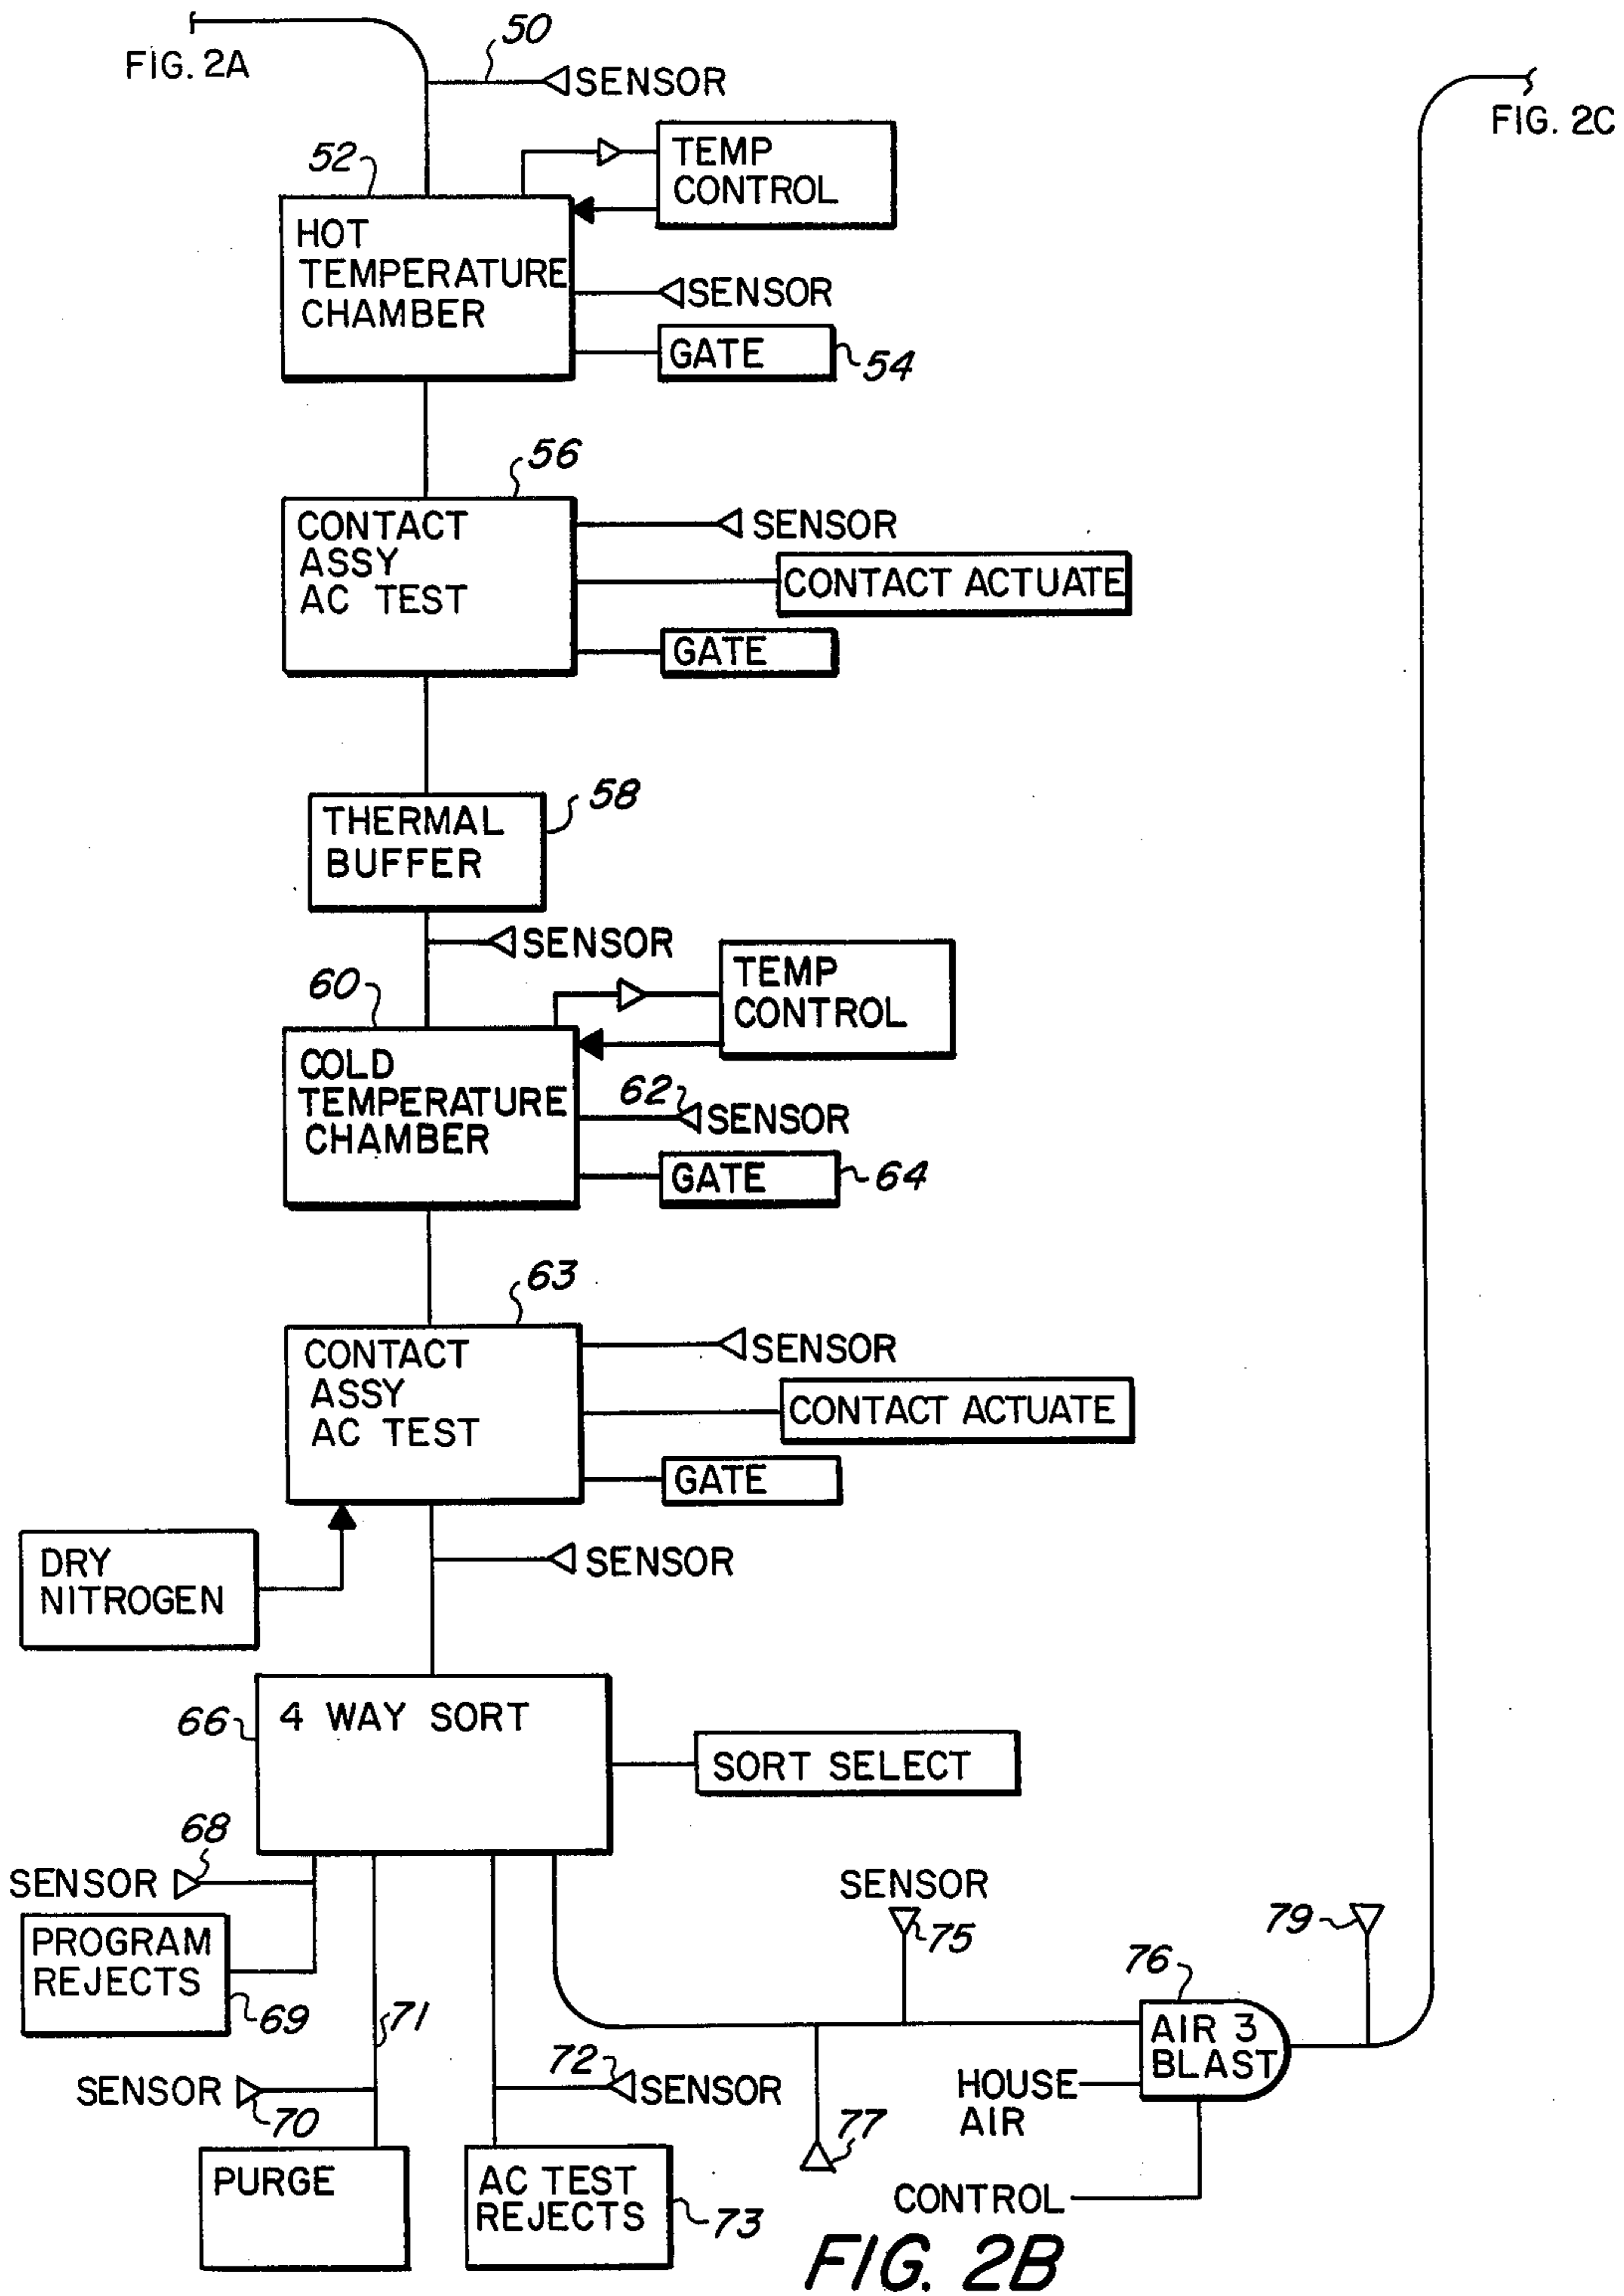 FIG. 2A
50
SENSOR
FIG. 2C
52
TEMP
CONTROL
HOT
TEMPERATURE
CHAMBER
SENSOR
GATE
54
56
CONTACT
ASSY
AC TEST
SENSOR
CONTACT ACTUATE
GATE
58
THERMAL
BUFFER
SENSOR
60
TEMP
CONTROL
COLD
TEMPERATURE
CHAMBER
62
SENSOR
GATE
64
63
CONTACT
ASSY
AC TEST
SENSOR
CONTACT ACTUATE
GATE
DRY
NITROGEN
SENSOR
66
4 WAY SORT
SORT SELECT
68
SENSOR
PROGRAM
REJECTS
69
71
SENSOR
70
PURGE
72
SENSOR
AC TEST
REJECTS
73
SENSOR
75
77
76
AIR 3
BLAST
79
HOUSE
AIR
CONTROL
FIG. 2B